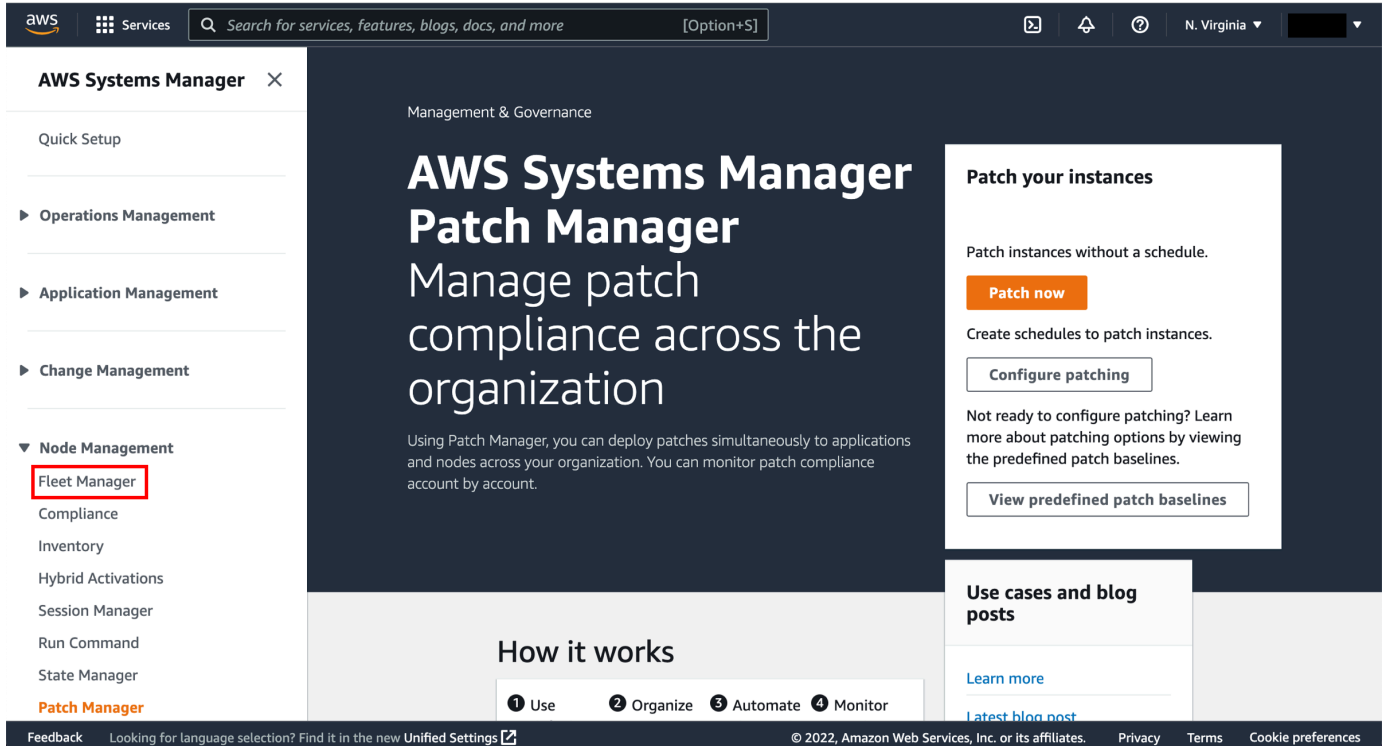 aws
Services
Search for services, features, blogs, docs, and more [Option+S]
N. Virginia
AWS Systems Manager
Quick Setup
Operations Management
Application Management
Change Management
Node Management
Fleet Manager
Compliance
Inventory
Hybrid Activations
Session Manager
Run Command
State Manager
Patch Manager
Management & Governance
AWS Systems Manager
Patch Manager
Manage patch
compliance across the
organization
Using Patch Manager, you can deploy patches simultaneously to applications
and nodes across your organization. You can monitor patch compliance
account by account.
Patch your instances
Patch instances without a schedule.
Patch now
Create schedules to patch instances.
Configure patching
Not ready to configure patching? Learn
more about patching options by viewing
the predefined patch baselines.
View predefined patch baselines
Use cases and blog
posts
Learn more
Latest blog post
How it works
1 Use 2 Organize 3 Automate 4 Monitor
Feedback Looking for language selection? Find it in the new Unified Settings © 2022, Amazon Web Services, Inc. or its affiliates. Privacy Terms Cookie preferences